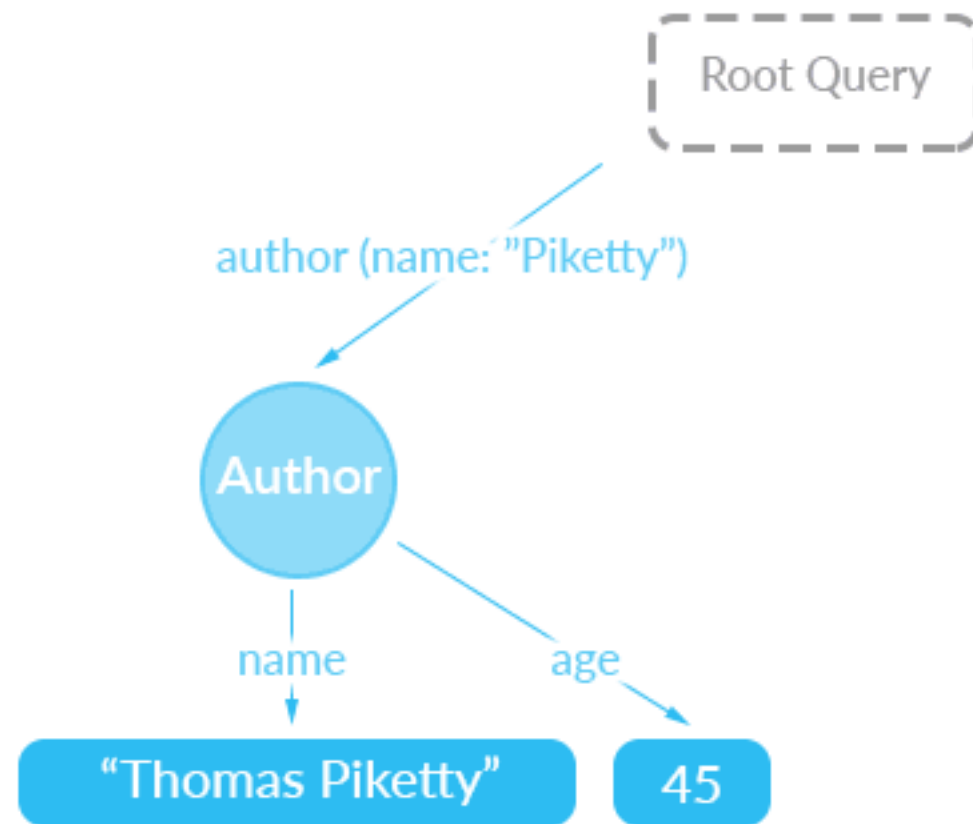 Root Query
author (name: ”Piketty”)
Author
name
age
“Thomas Piketty”
45